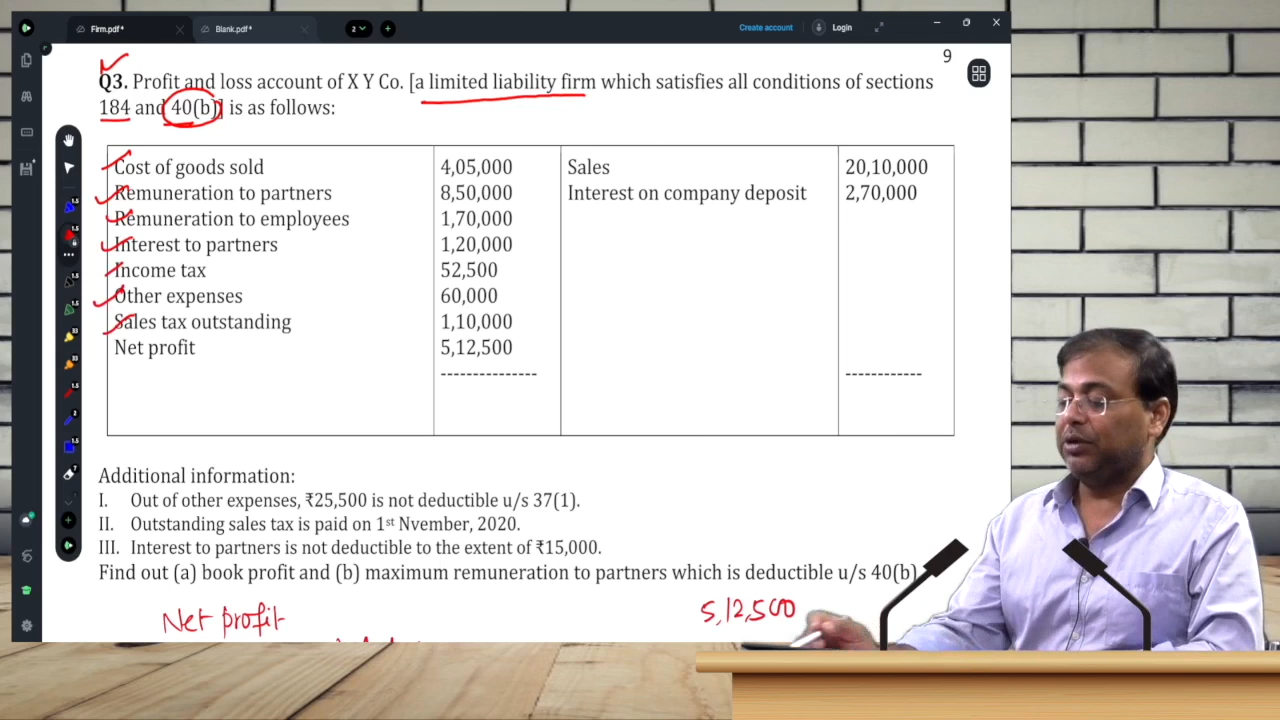 Firm.pdf*
Blank.pdf*
2
Create account
Login
9
Q3. Profit and loss account of X Y Co. [a limited liability firm which satisfies all conditions of sections
184 and 40(b)] is as follows:
Cost of goods sold 4,05,000 Sales 20,10,000
Remuneration to partners 8,50,000 Interest on company deposit 2,70,000
Remuneration to employees 1,70,000
Interest to partners 1,20,000
Income tax 52,500
Other expenses 60,000
Sales tax outstanding 1,10,000
Net profit 5,12,500
--------------- ------------
Additional information:
I. Out of other expenses, ₹25,500 is not deductible u/s 37(1).
II. Outstanding sales tax is paid on 1st Nvember, 2020.
III. Interest to partners is not deductible to the extent of ₹15,000.
Find out (a) book profit and (b) maximum remuneration to partners which is deductible u/s 40(b)
Net profit 5,12,500